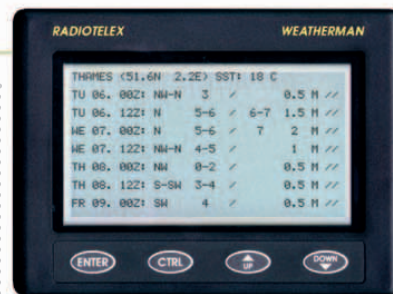 RADIOTELEX WEATHERMAN
THAMES (51.6N 2.2E) SST: 18 C
TU 06. 00Z: NW-N 3 / 0.5 M //
TU 06. 12Z: N 5-6 / 6-7 1.5 M //
WE 07. 00Z: N 5-6 / 7 2 M //
WE 07. 12Z: NW-N 4-5 / 1 M //
TH 08. 00Z: NW 0-2 / 0.5 M //
TH 08. 12Z: S-SW 3-4 / 0.5 M //
FR 09. 00Z: SW 4 / 0.5 M //
ENTER CTRL UP DOWN